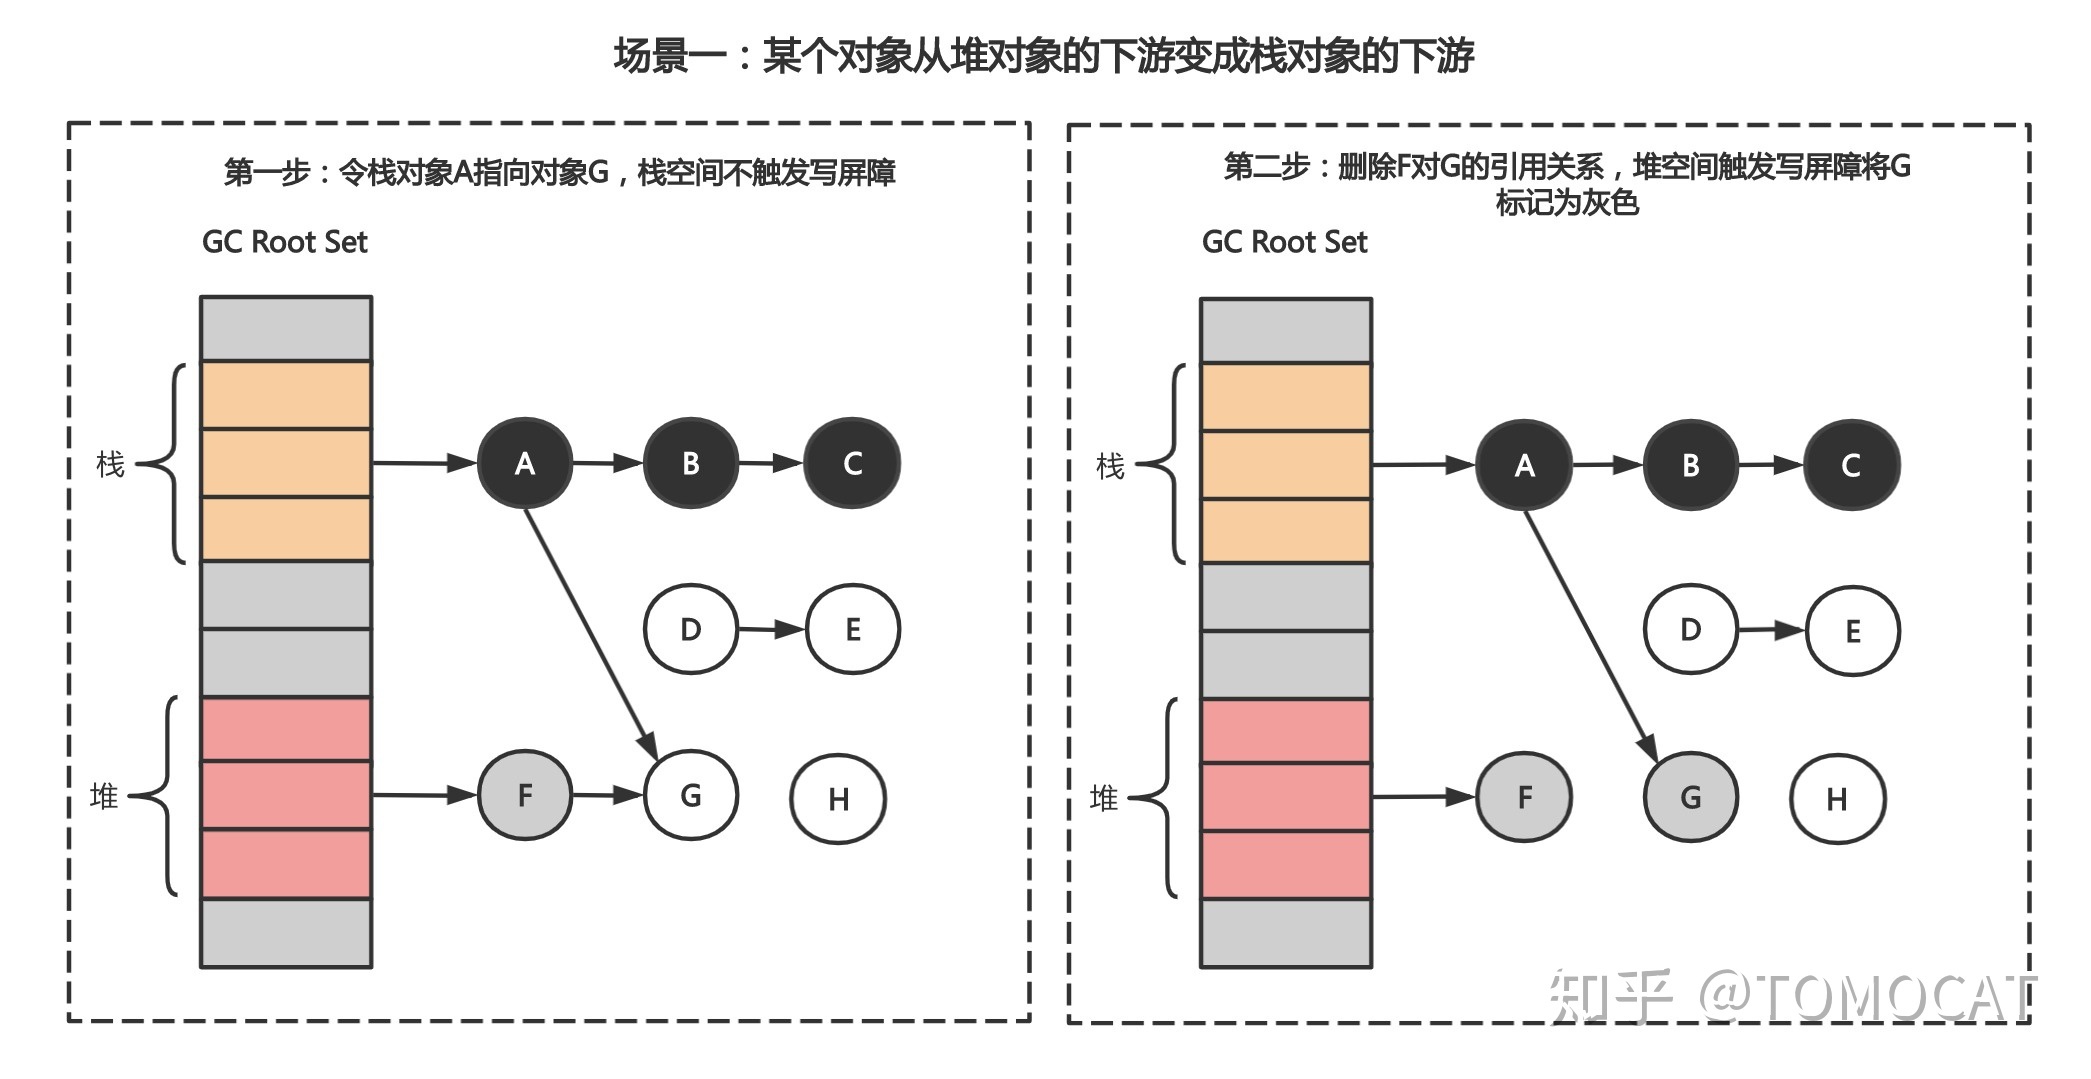 场景一：某个对象从堆对象的下游变成栈对象的下游
第一步：令栈对象A指向对象G，栈空间不触发写屏障
GC Root Set
栈
A
B
C
D
E
堆
F
G
H
第二步：删除F对G的引用关系，堆空间触发写屏障将G
标记为灰色
GC Root Set
栈
A
B
C
D
E
堆
F
G
H
知乎 @TOMOCAT